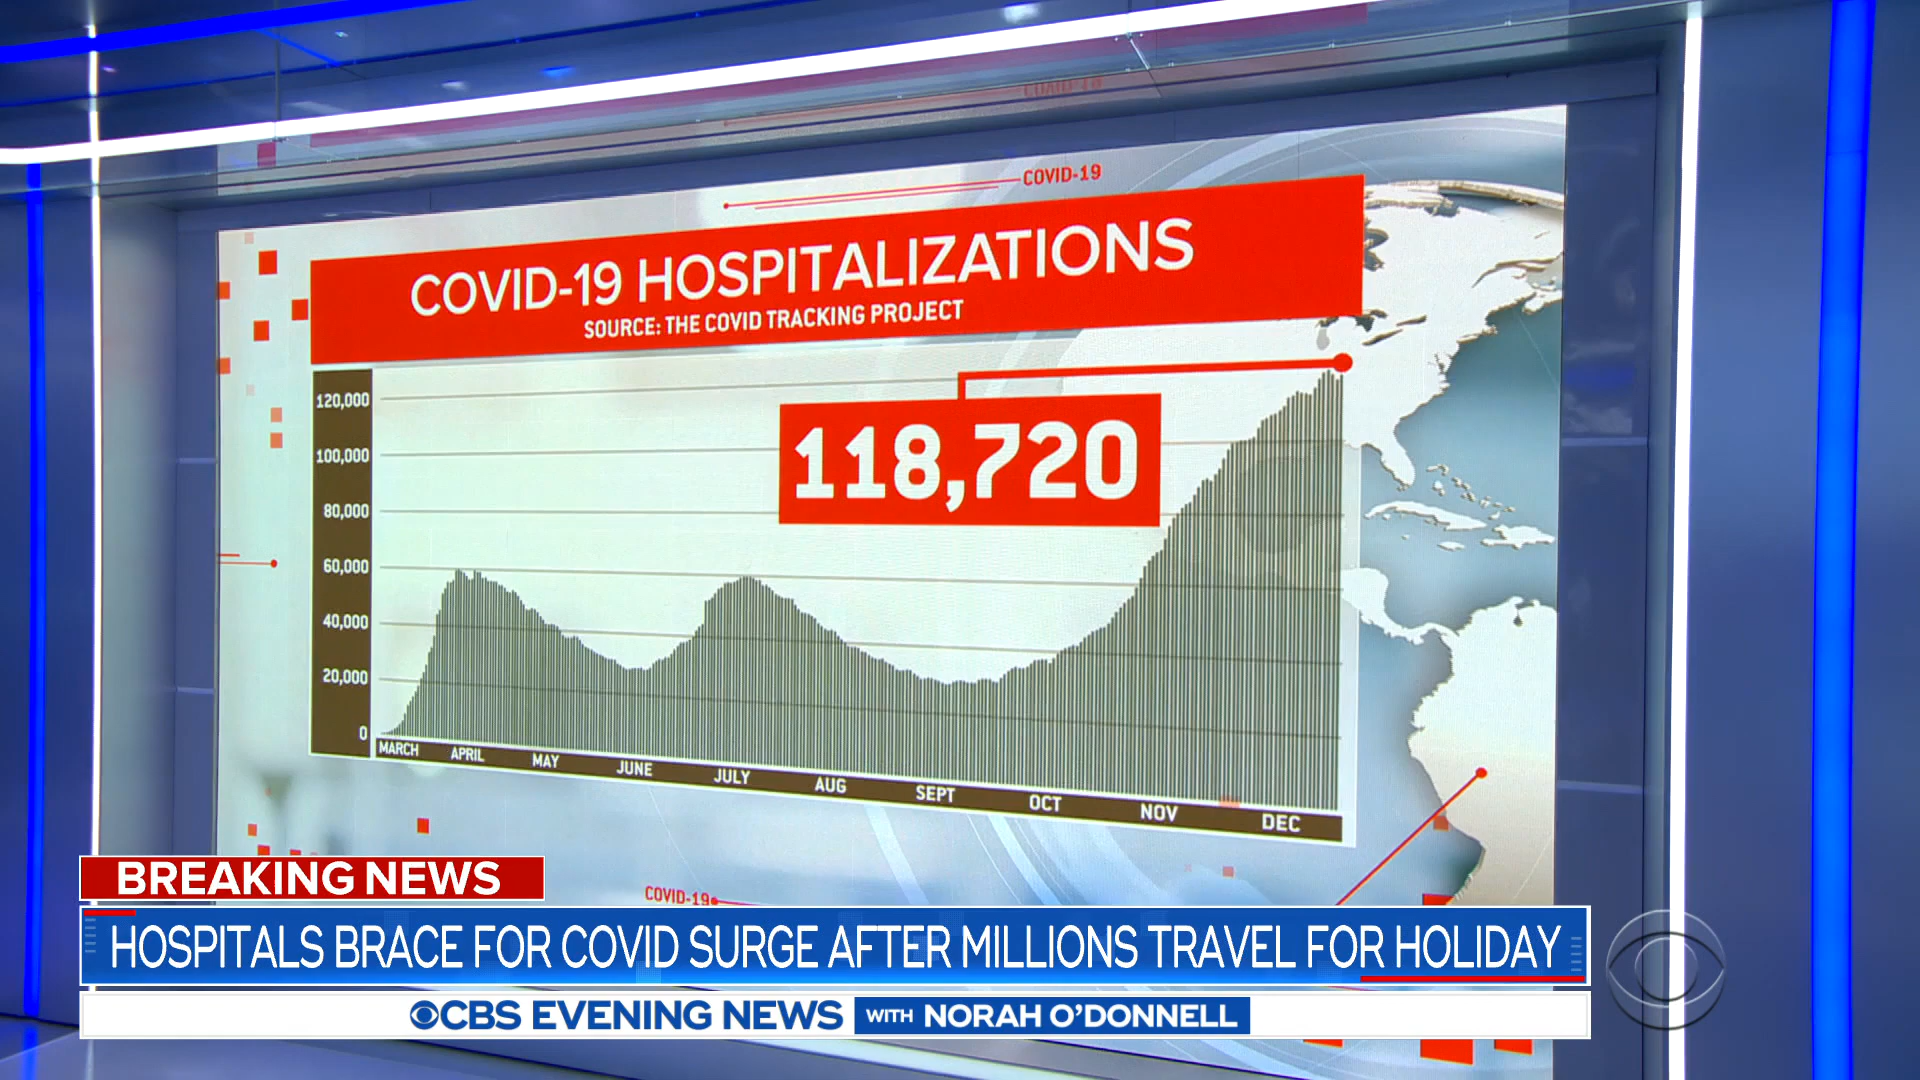 COVID-19
COVID-19
COVID-19 HOSPITALIZATIONS
SOURCE: THE COVID TRACKING PROJECT
120,000
100,000
80,000
60,000
40,000
20,000
0
118,720
MARCH APRIL MAY JUNE JULY AUG SEPT OCT NOV DEC
COVID-19
BREAKING NEWS
HOSPITALS BRACE FOR COVID SURGE AFTER MILLIONS TRAVEL FOR HOLIDAY
CBS EVENING NEWS WITH NORAH O'DONNELL